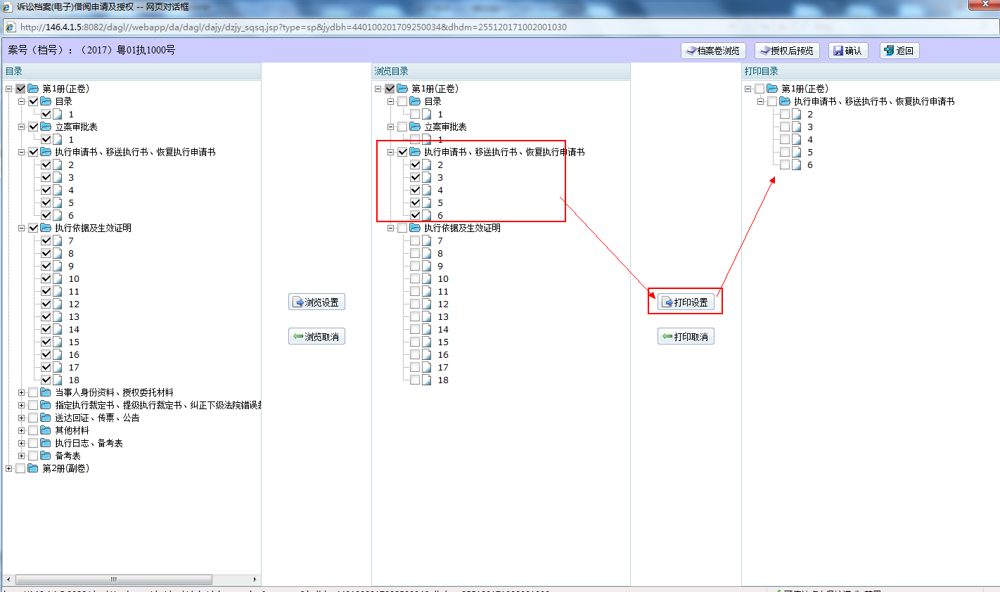 诉讼档案(电子)借阅申请及授权 -- 网页对话框
http://146.4.1.5:8082/dagl//webapp/da/dagl/dajy/dzjy_sqsq.jsp?type=sp&jydbh=440100201709250034&dhdm=255120171002001030
案号（档号）：（2017）粤01执1000号
档案卷浏览
授权后预览
确认
返回
目录
第1册(正卷)
目录
1
立案审批表
1
执行申请书、移送执行书、恢复执行申请书
2
3
4
5
6
执行依据及生效证明
7
8
9
10
11
12
13
14
15
16
17
18
当事人身份资料、授权委托材料
指定执行裁定书、提级执行裁定书、纠正下级法院错误
送达回证、传票、公告
其他材料
执行日志、备考表
备考表
第2册(副卷)
浏览设置
浏览取消
浏览目录
第1册(正卷)
目录
1
立案审批表
1
执行申请书、移送执行书、恢复执行申请书
2
3
4
5
6
执行依据及生效证明
7
8
9
10
11
12
13
14
15
16
17
18
打印设置
打印取消
打印目录
第1册(正卷)
执行申请书、移送执行书、恢复执行申请书
2
3
4
5
6